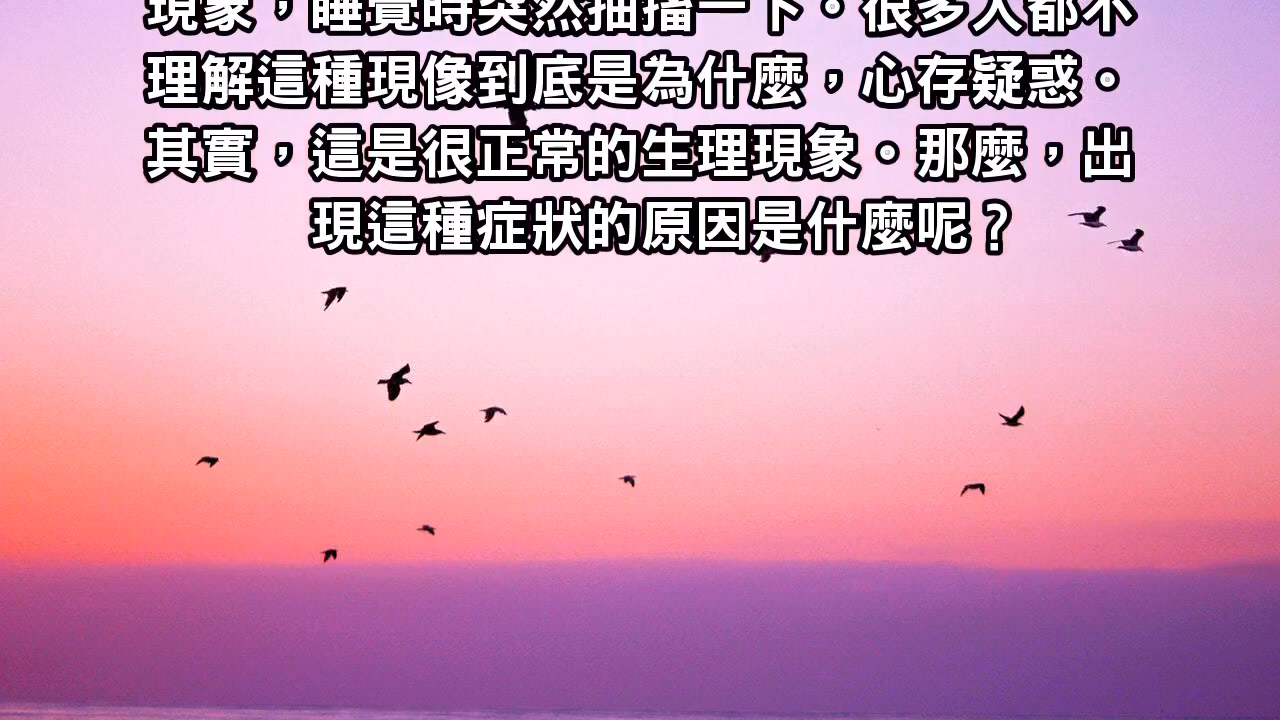 現象，睡覺時突然抽搐一下。很多人都不
理解這種現像到底是為什麼，心存疑惑。
其實，這是很正常的生理現象。那麼，出
現這種症狀的原因是什麼呢？